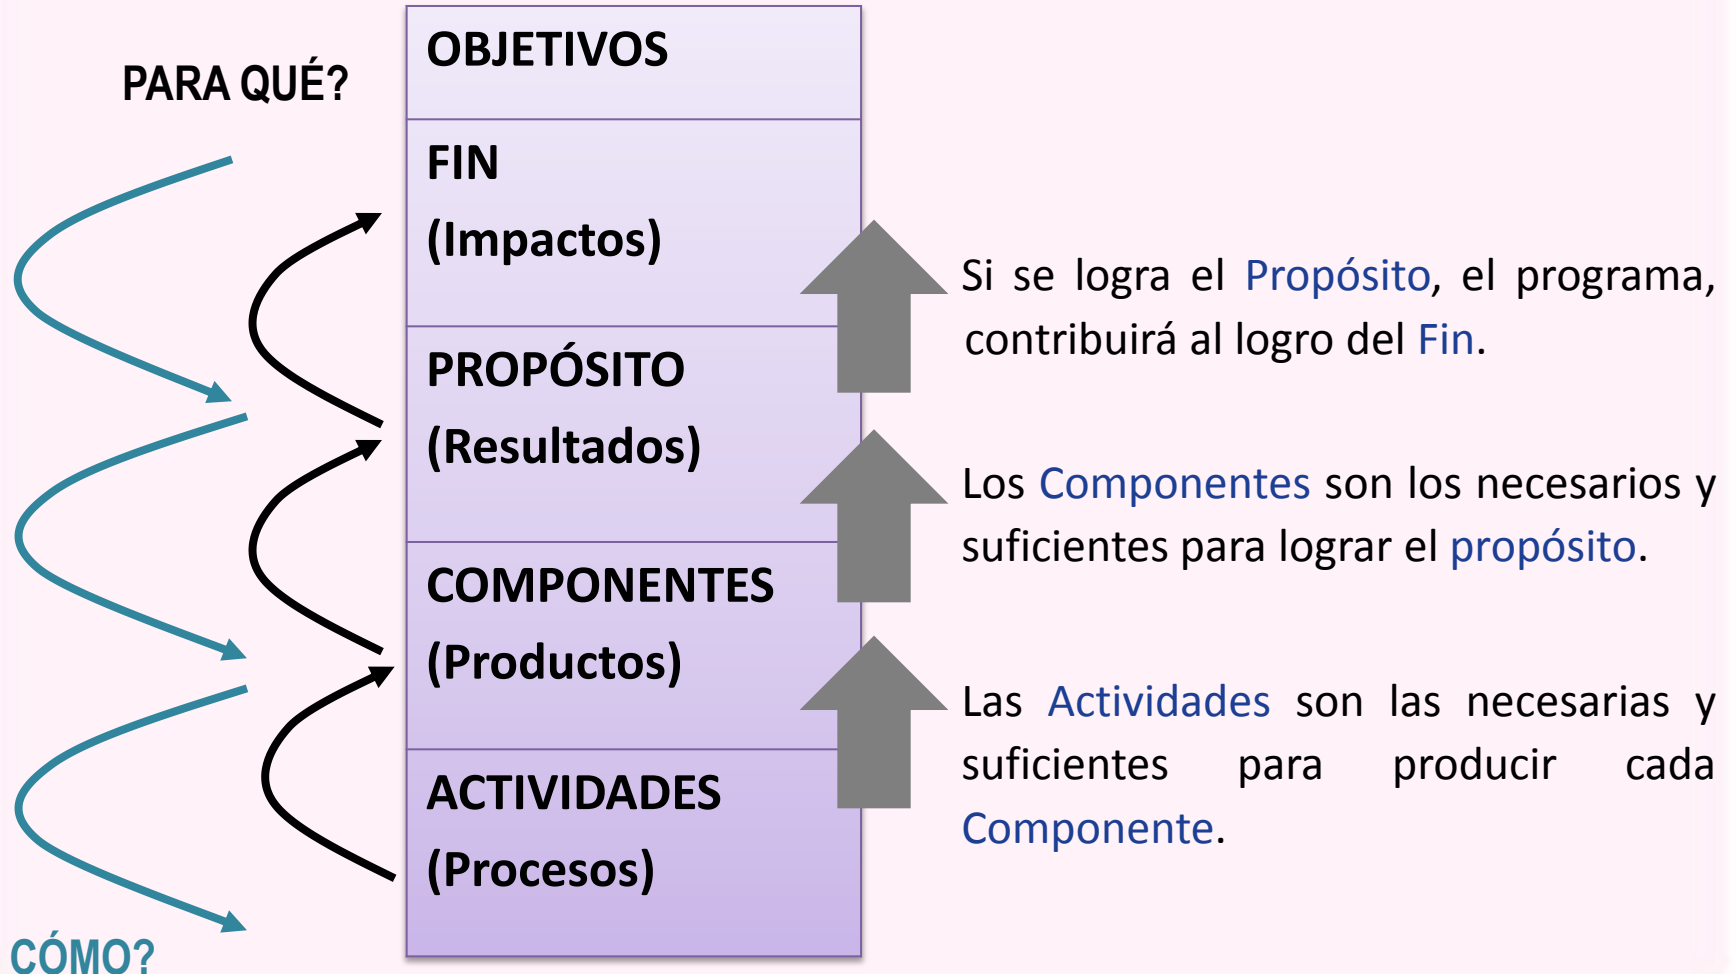 PARA QUÉ?
OBJETIVOS
FIN
(Impactos)
PROPÓSITO
(Resultados)
COMPONENTES
(Productos)
ACTIVIDADES
(Procesos)
CÓMO?
Si se logra el Propósito, el programa,
contribuirá al logro del Fin.
Los Componentes son los necesarios y
suficientes para lograr el propósito.
Las Actividades son las necesarias y
suficientes para producir cada
Componente.